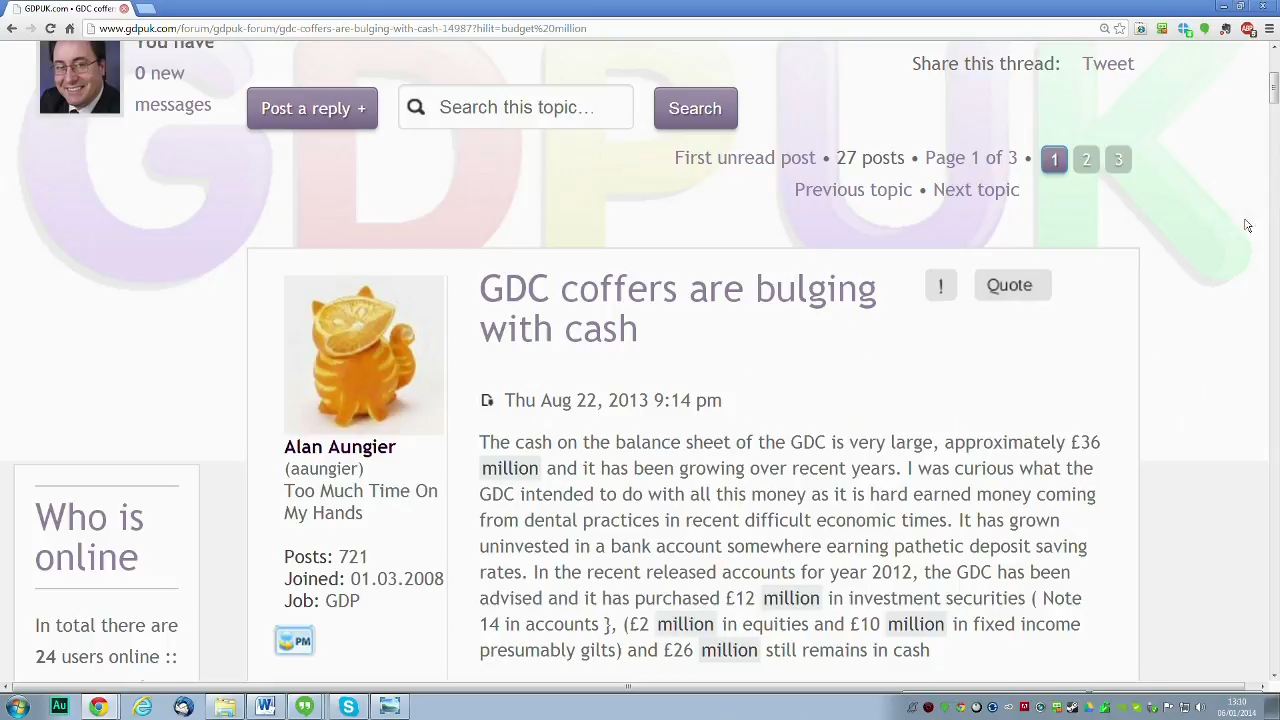 GDPUK.com • GDC coffer
www.gdpuk.com/forum/gdpuk-forum/gdc-coffers-are-bulging-with-cash-14987?hilit=budget%20million
You have
0 new
messages
Share this thread: Tweet
Post a reply +
Search this topic…
Search
First unread post • 27 posts • Page 1 of 3 • 1 2 3
Previous topic • Next topic
GDPUK
GDC coffers are bulging
with cash
!
Quote
Thu Aug 22, 2013 9:14 pm
Alan Aungier
(aaungier)
Too Much Time On
My Hands
Posts: 721
Joined: 01.03.2008
Job: GDP
PM
The cash on the balance sheet of the GDC is very large, approximately £36
million and it has been growing over recent years. I was curious what the
GDC intended to do with all this money as it is hard earned money coming
from dental practices in recent difficult economic times. It has grown
uninvested in a bank account somewhere earning pathetic deposit saving
rates. In the recent released accounts for year 2012, the GDC has been
advised and it has purchased £12 million in investment securities ( Note
14 in accounts }, (£2 million in equities and £10 million in fixed income
presumably gilts) and £26 million still remains in cash
Who is
online
In total there are
24 users online ::
Au
13:10
06/01/2014